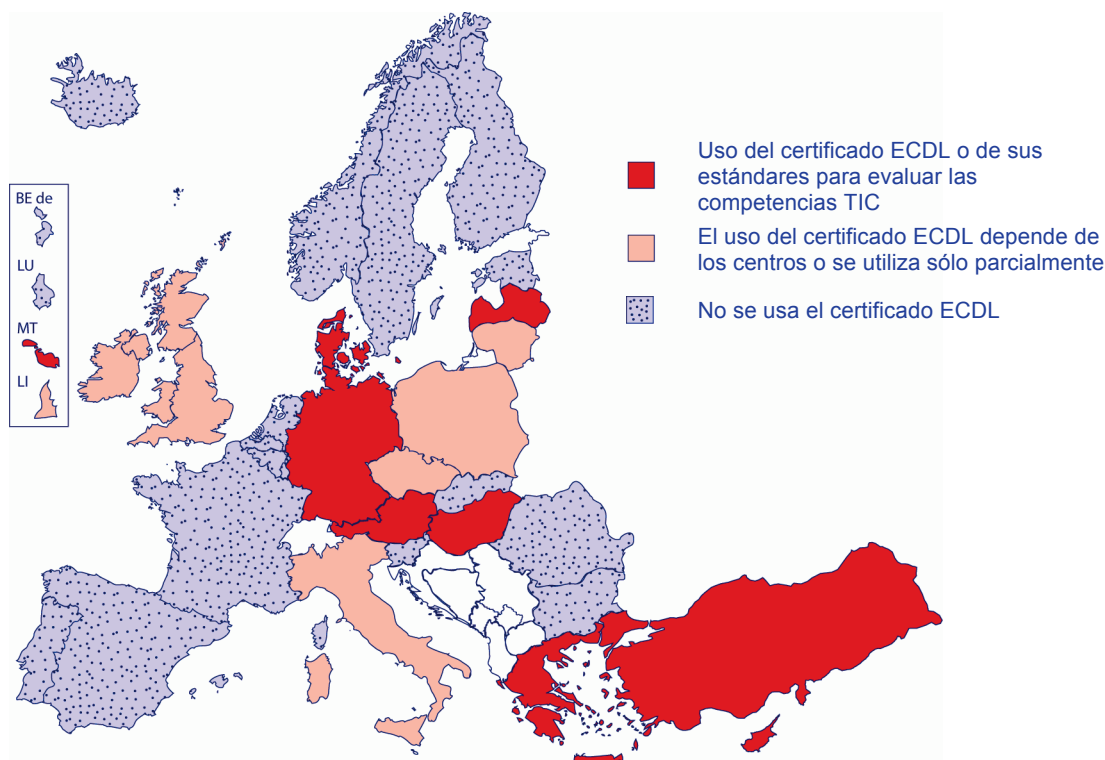 Uso del certificado ECDL o de sus
estándares para evaluar las
competencias TIC
El uso del certificado ECDL depende de
los centros o se utiliza sólo parcialmente
No se usa el certificado ECDL
BE de
LU
MT
LI